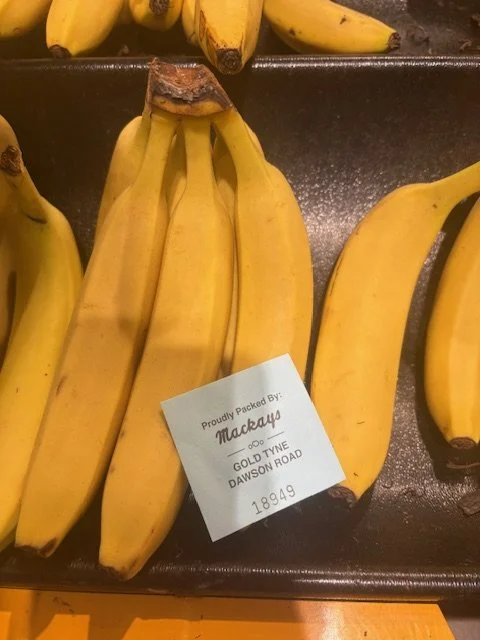 Proudly Packed By:
Mackays
GOLD TYNE
DAWSON ROAD
18949